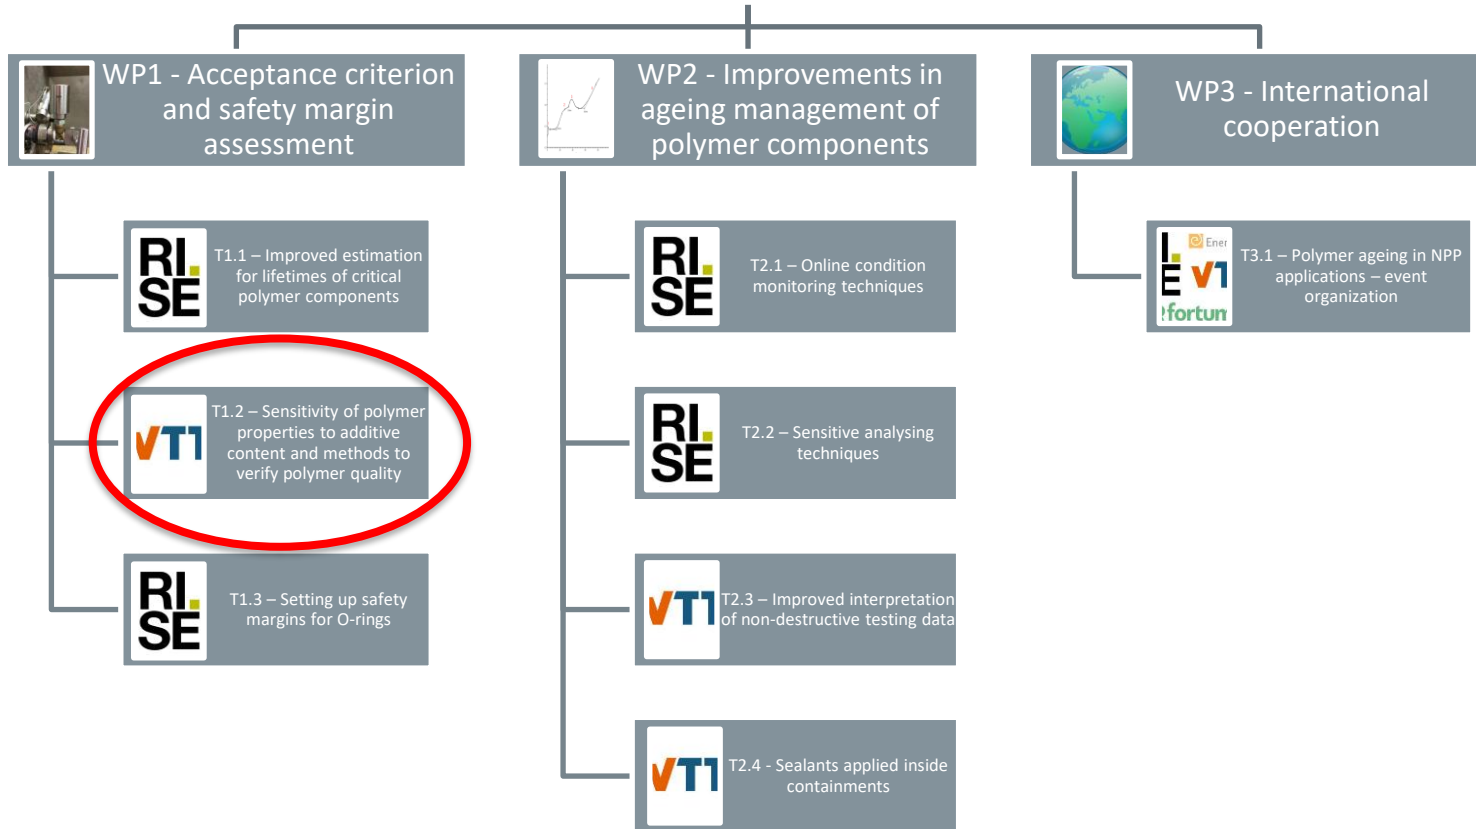 WP1 - Acceptance criterion
and safety margin
assessment
WP2 - Improvements in
ageing management of
polymer components
WP3 - International
cooperation
RI.
SE
T1.1 – Improved estimation
for lifetimes of critical
polymer components
VTT
T1.2 – Sensitivity of polymer
properties to additive
content and methods to
verify polymer quality
RI.
SE
T1.3 – Setting up safety
margins for O-rings
RI.
SE
T2.1 – Online condition
monitoring techniques
RI.
SE
T2.2 – Sensitive analysing
techniques
VTT
T2.3 – Improved interpretation
of non-destructive testing data
VTT
T2.4 - Sealants applied inside
containments
I.
E
Ener
VT
fortum
T3.1 – Polymer ageing in NPP
applications – event
organization